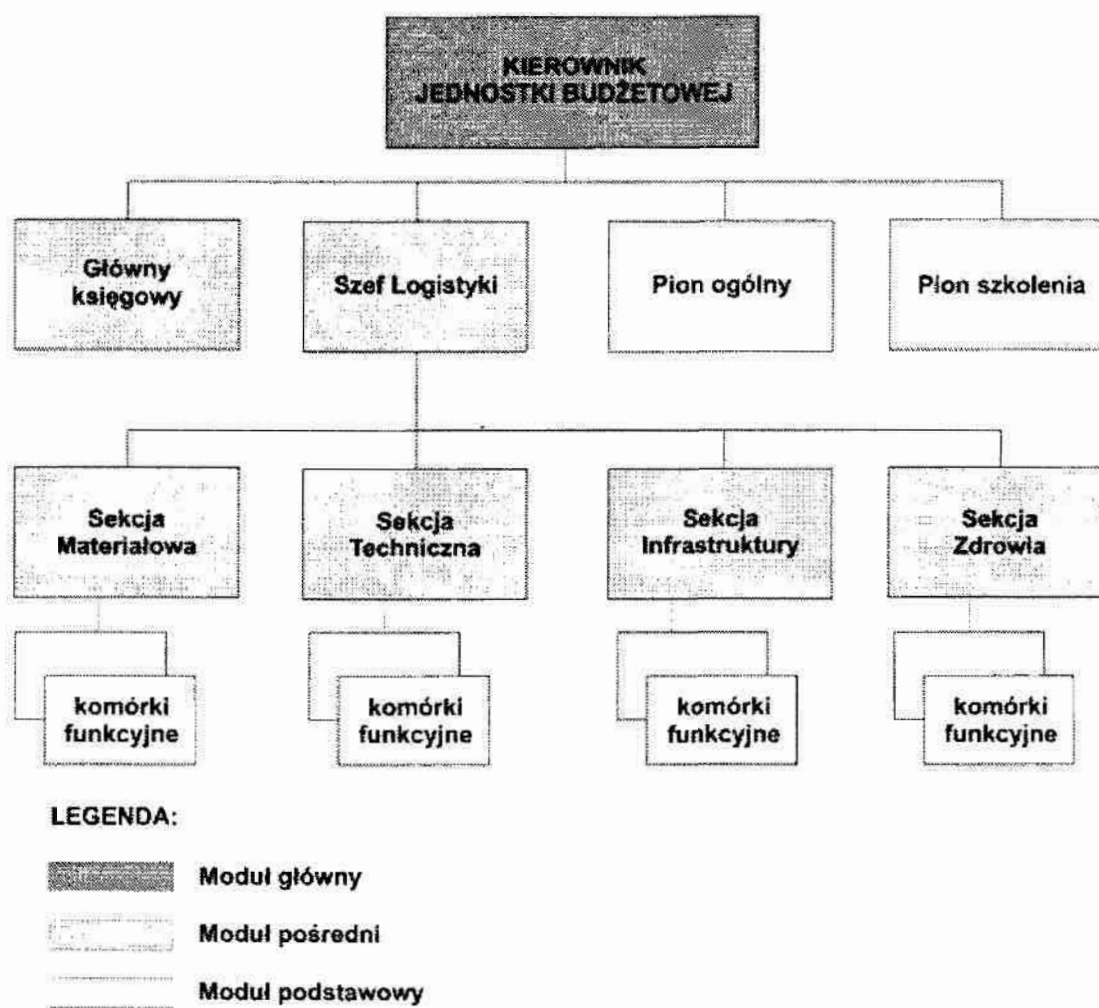 KIEROWNIK
JEDNOSTKI BUDŻETOWEJ
Główny
księgowy
Szef Logistyki
Pion ogólny
Pion szkolenia
Sekcja
Materiałowa
Sekcja
Techniczna
Sekcja
Infrastruktury
Sekcja
Zdrowia
komórki
funkcyjne
komórki
funkcyjne
komórki
funkcyjne
komórki
funkcyjne
LEGENDA:
Moduł główny
Moduł pośredni
Moduł podstawowy